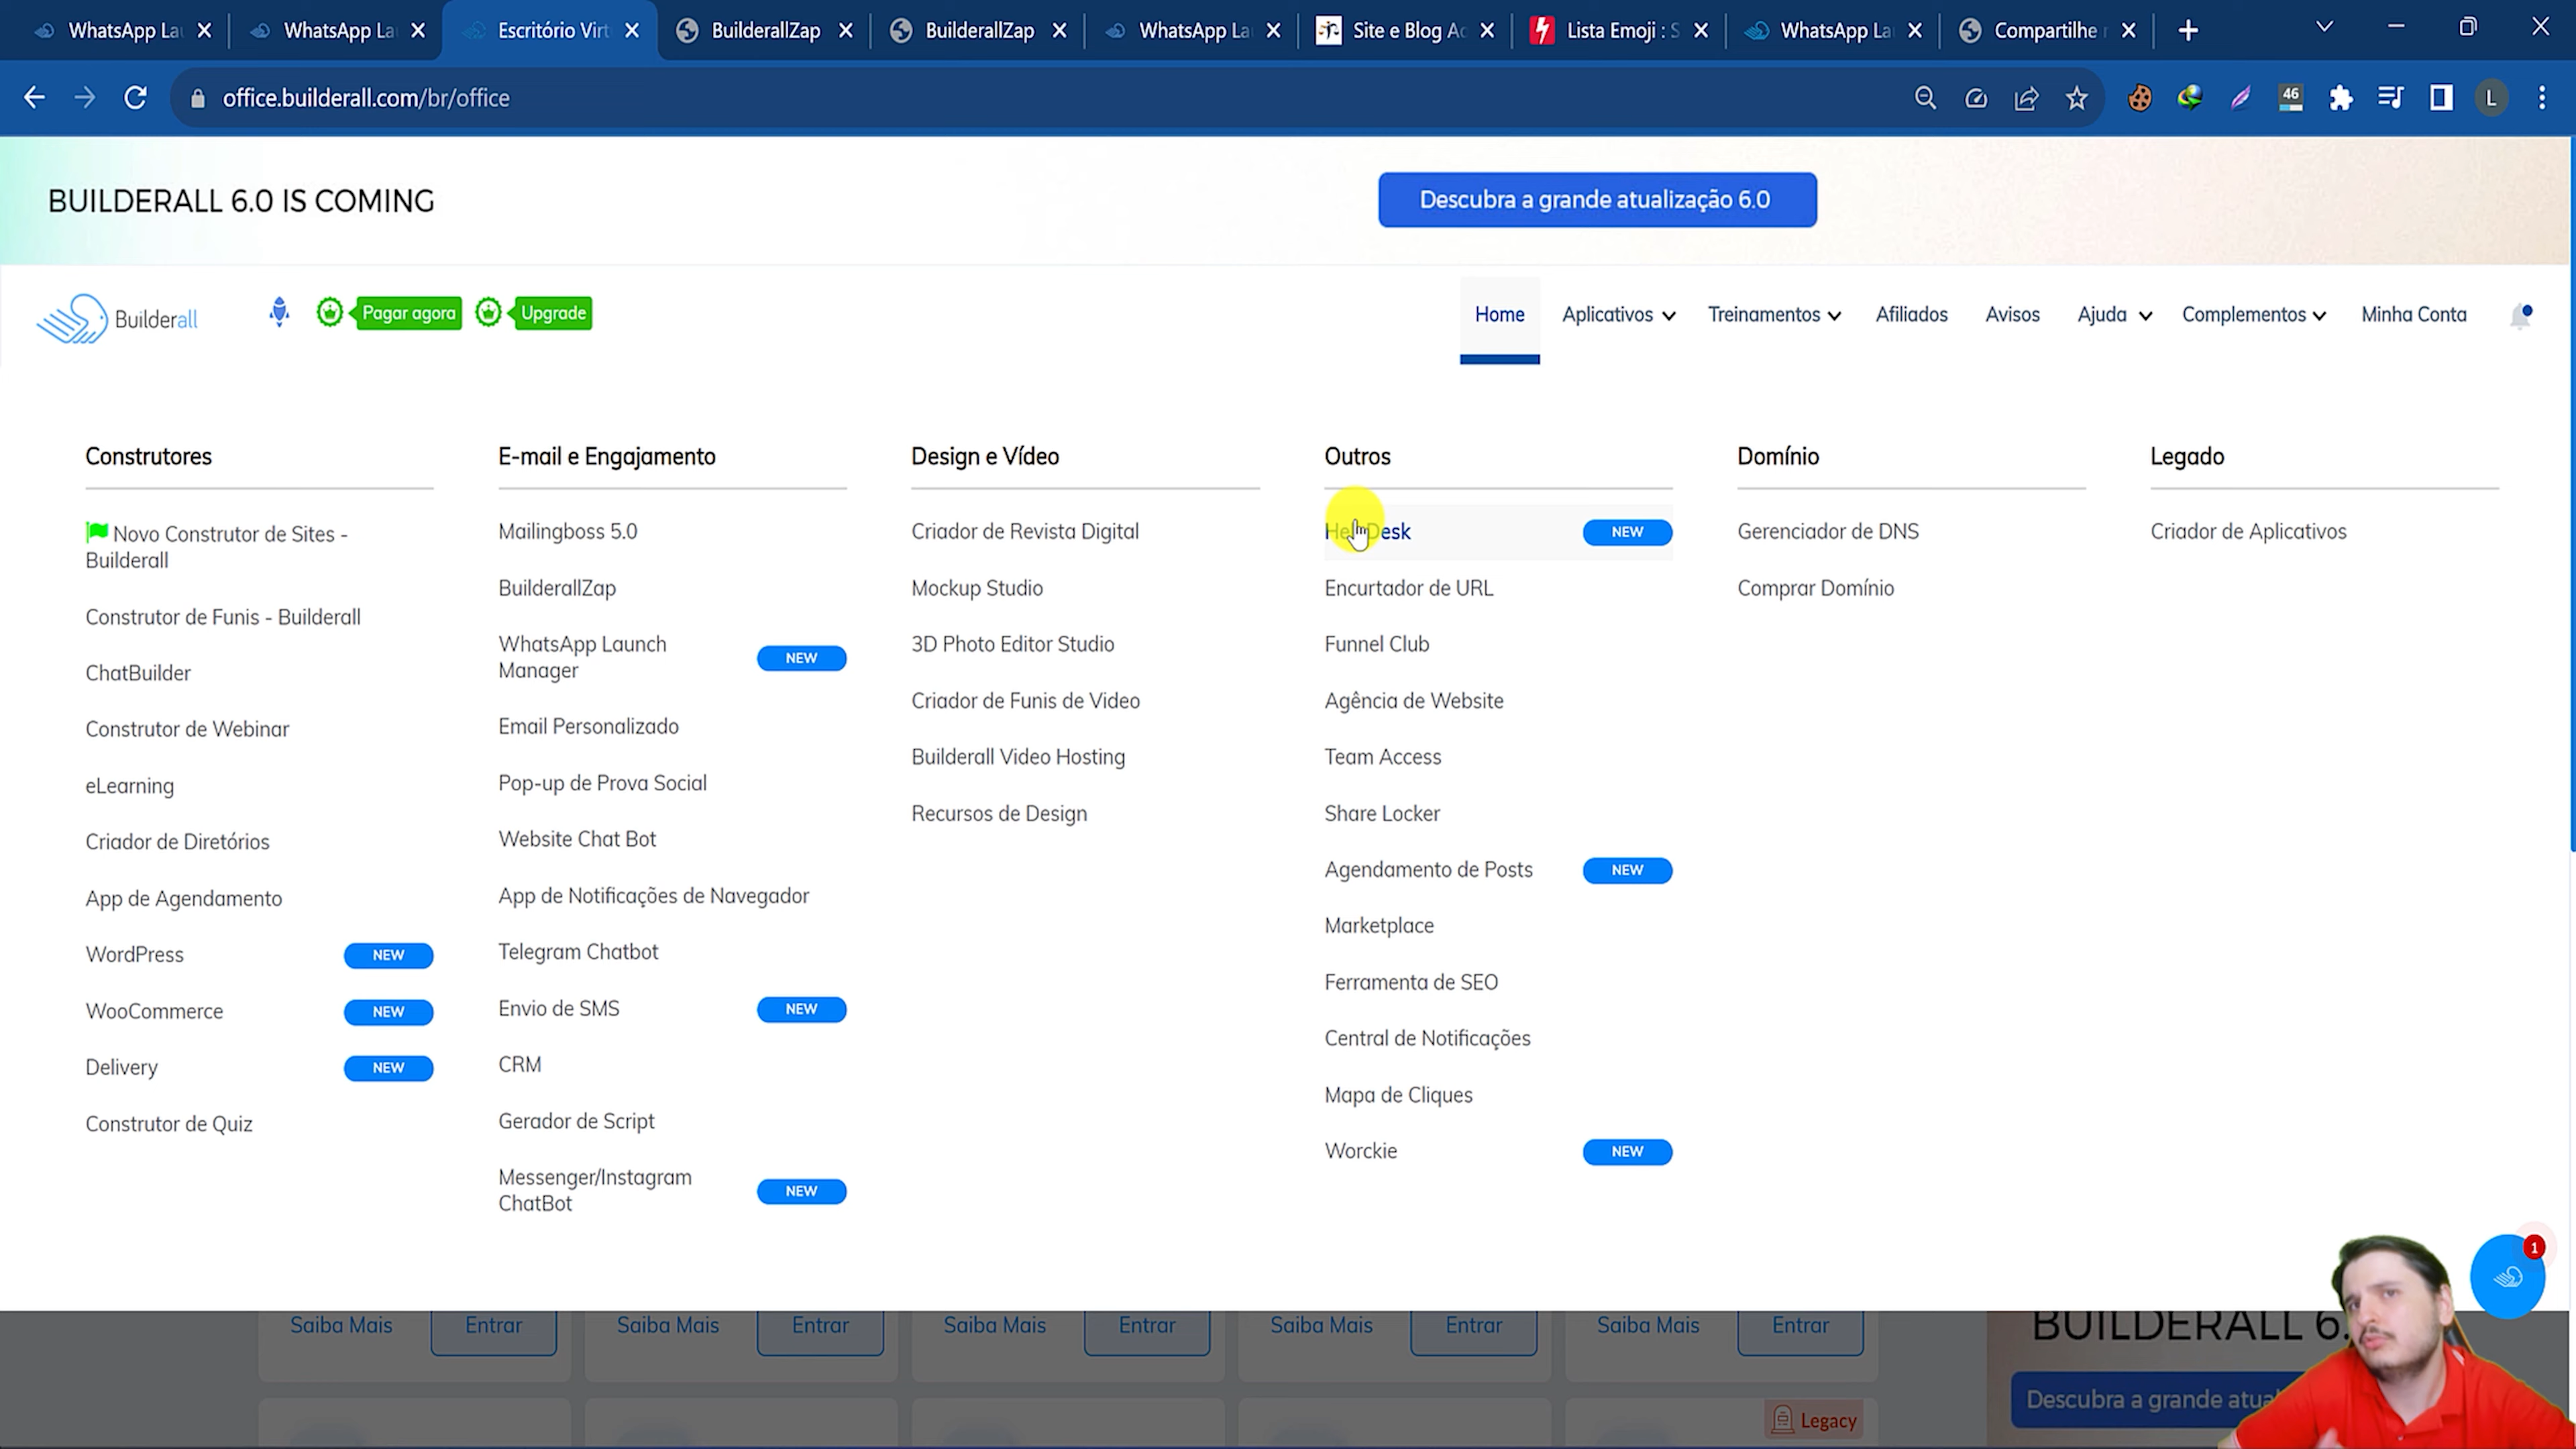 WhatsApp La
WhatsApp La
Escritório Virt
BuilderallZap
BuilderallZap
WhatsApp La
Site e Blog Ac
Lista Emoji : S
WhatsApp La
Compartilhe
office.builderall.com/br/office
46
L
BUILDERALL 6.0 IS COMING
Descubra a grande atualização 6.0
Builderall
Pagar agora
Upgrade
Home
Aplicativos
Treinamentos
Afiliados
Avisos
Ajuda
Complementos
Minha Conta
Construtores
Novo Construtor de Sites -
Builderall
Construtor de Funis - Builderall
ChatBuilder
Construtor de Webinar
eLearning
Criador de Diretórios
App de Agendamento
WordPress NEW
WooCommerce NEW
Delivery NEW
Construtor de Quiz
E-mail e Engajamento
Mailingboss 5.0
BuilderallZap
WhatsApp Launch
Manager NEW
Email Personalizado
Pop-up de Prova Social
Website Chat Bot
App de Notificações de Navegador
Telegram Chatbot
Envio de SMS NEW
CRM
Gerador de Script
Messenger/Instagram
ChatBot NEW
Design e Vídeo
Criador de Revista Digital
Mockup Studio
3D Photo Editor Studio
Criador de Funis de Video
Builderall Video Hosting
Recursos de Design
Outros
HelpDesk NEW
Encurtador de URL
Funnel Club
Agência de Website
Team Access
Share Locker
Agendamento de Posts NEW
Marketplace
Ferramenta de SEO
Central de Notificações
Mapa de Cliques
Worckie NEW
Domínio
Gerenciador de DNS
Comprar Domínio
Legado
Criador de Aplicativos
1
Saiba Mais Entrar
Saiba Mais Entrar
Saiba Mais Entrar
Saiba Mais Entrar
Saiba Mais Entrar
Legacy
BUILDERALL 6.
Descubra a grande atua